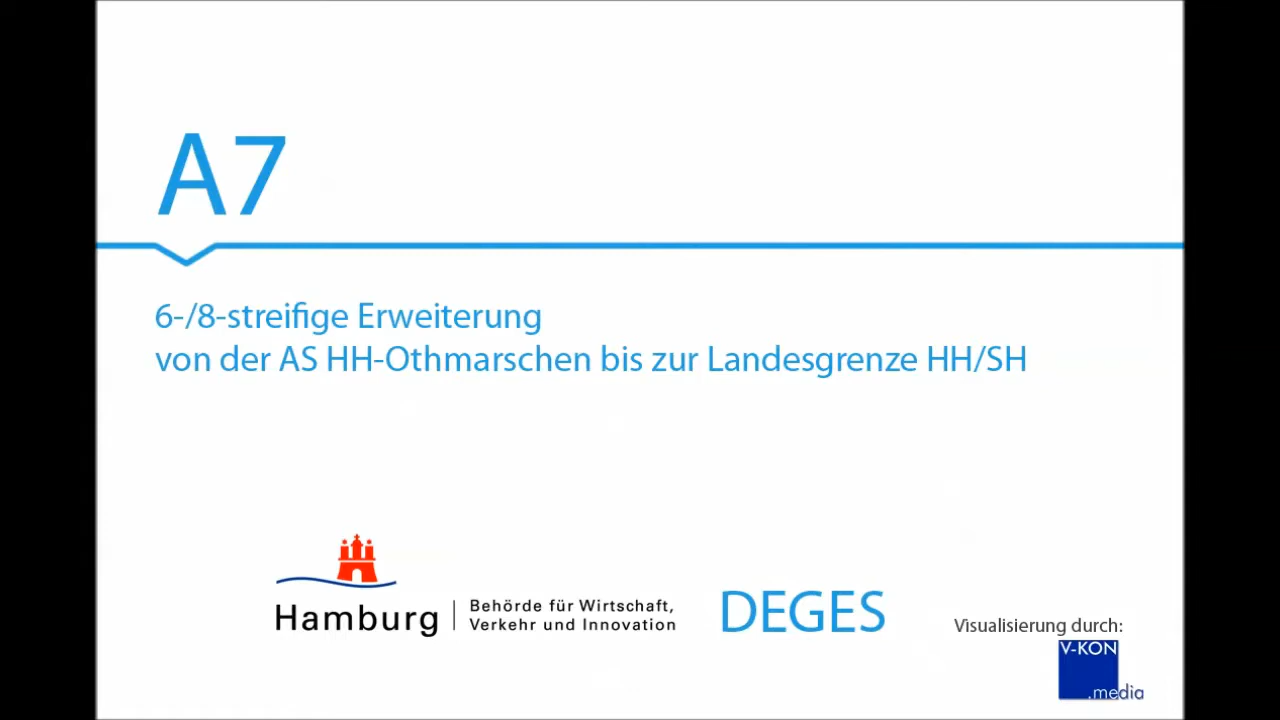 A7
6-/8-streifige Erweiterung
von der AS HH-Othmarschen bis zur Landesgrenze HH/SH
Hamburg
Behörde für Wirtschaft,
Verkehr und Innovation
DEGES
Visualisierung durch:
V-KON
.media